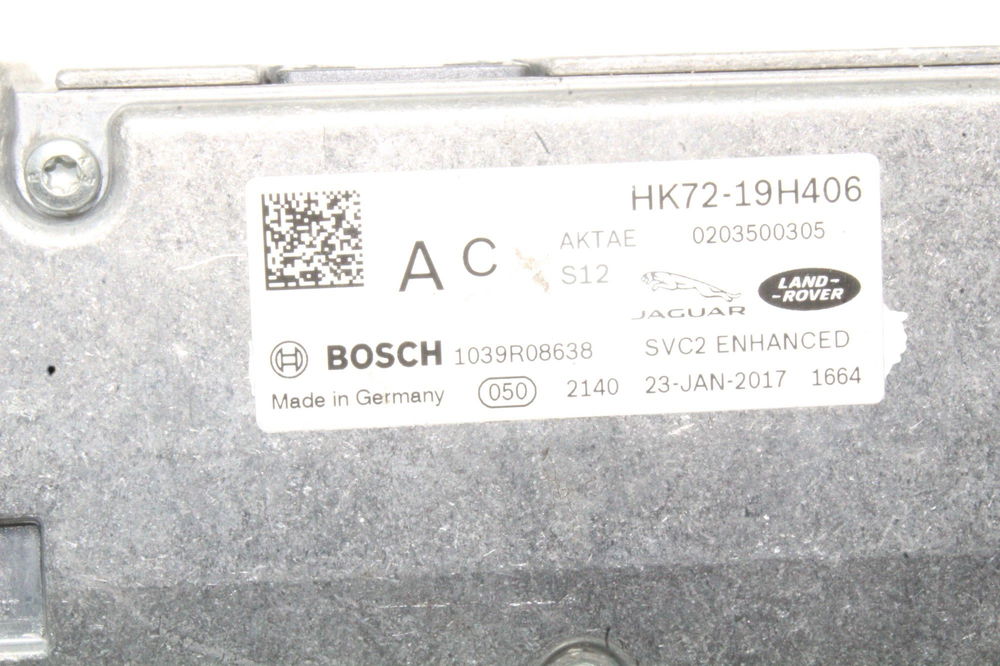 HK72-19H406
A C AKTAE 0203500305
S12
JAGUAR LAND-
-ROVER
BOSCH 1039R08638 SVC2 ENHANCED
Made in Germany 050 2140 23-JAN-2017 1664